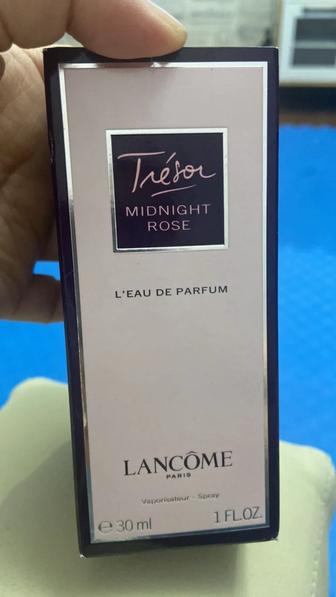 Trésor
MIDNIGHT
ROSE
L'EAU DE PARFUM
LANCÔME
PARIS
Vaporisateur - Spray
℮ 30 ml 1 FL.OZ.